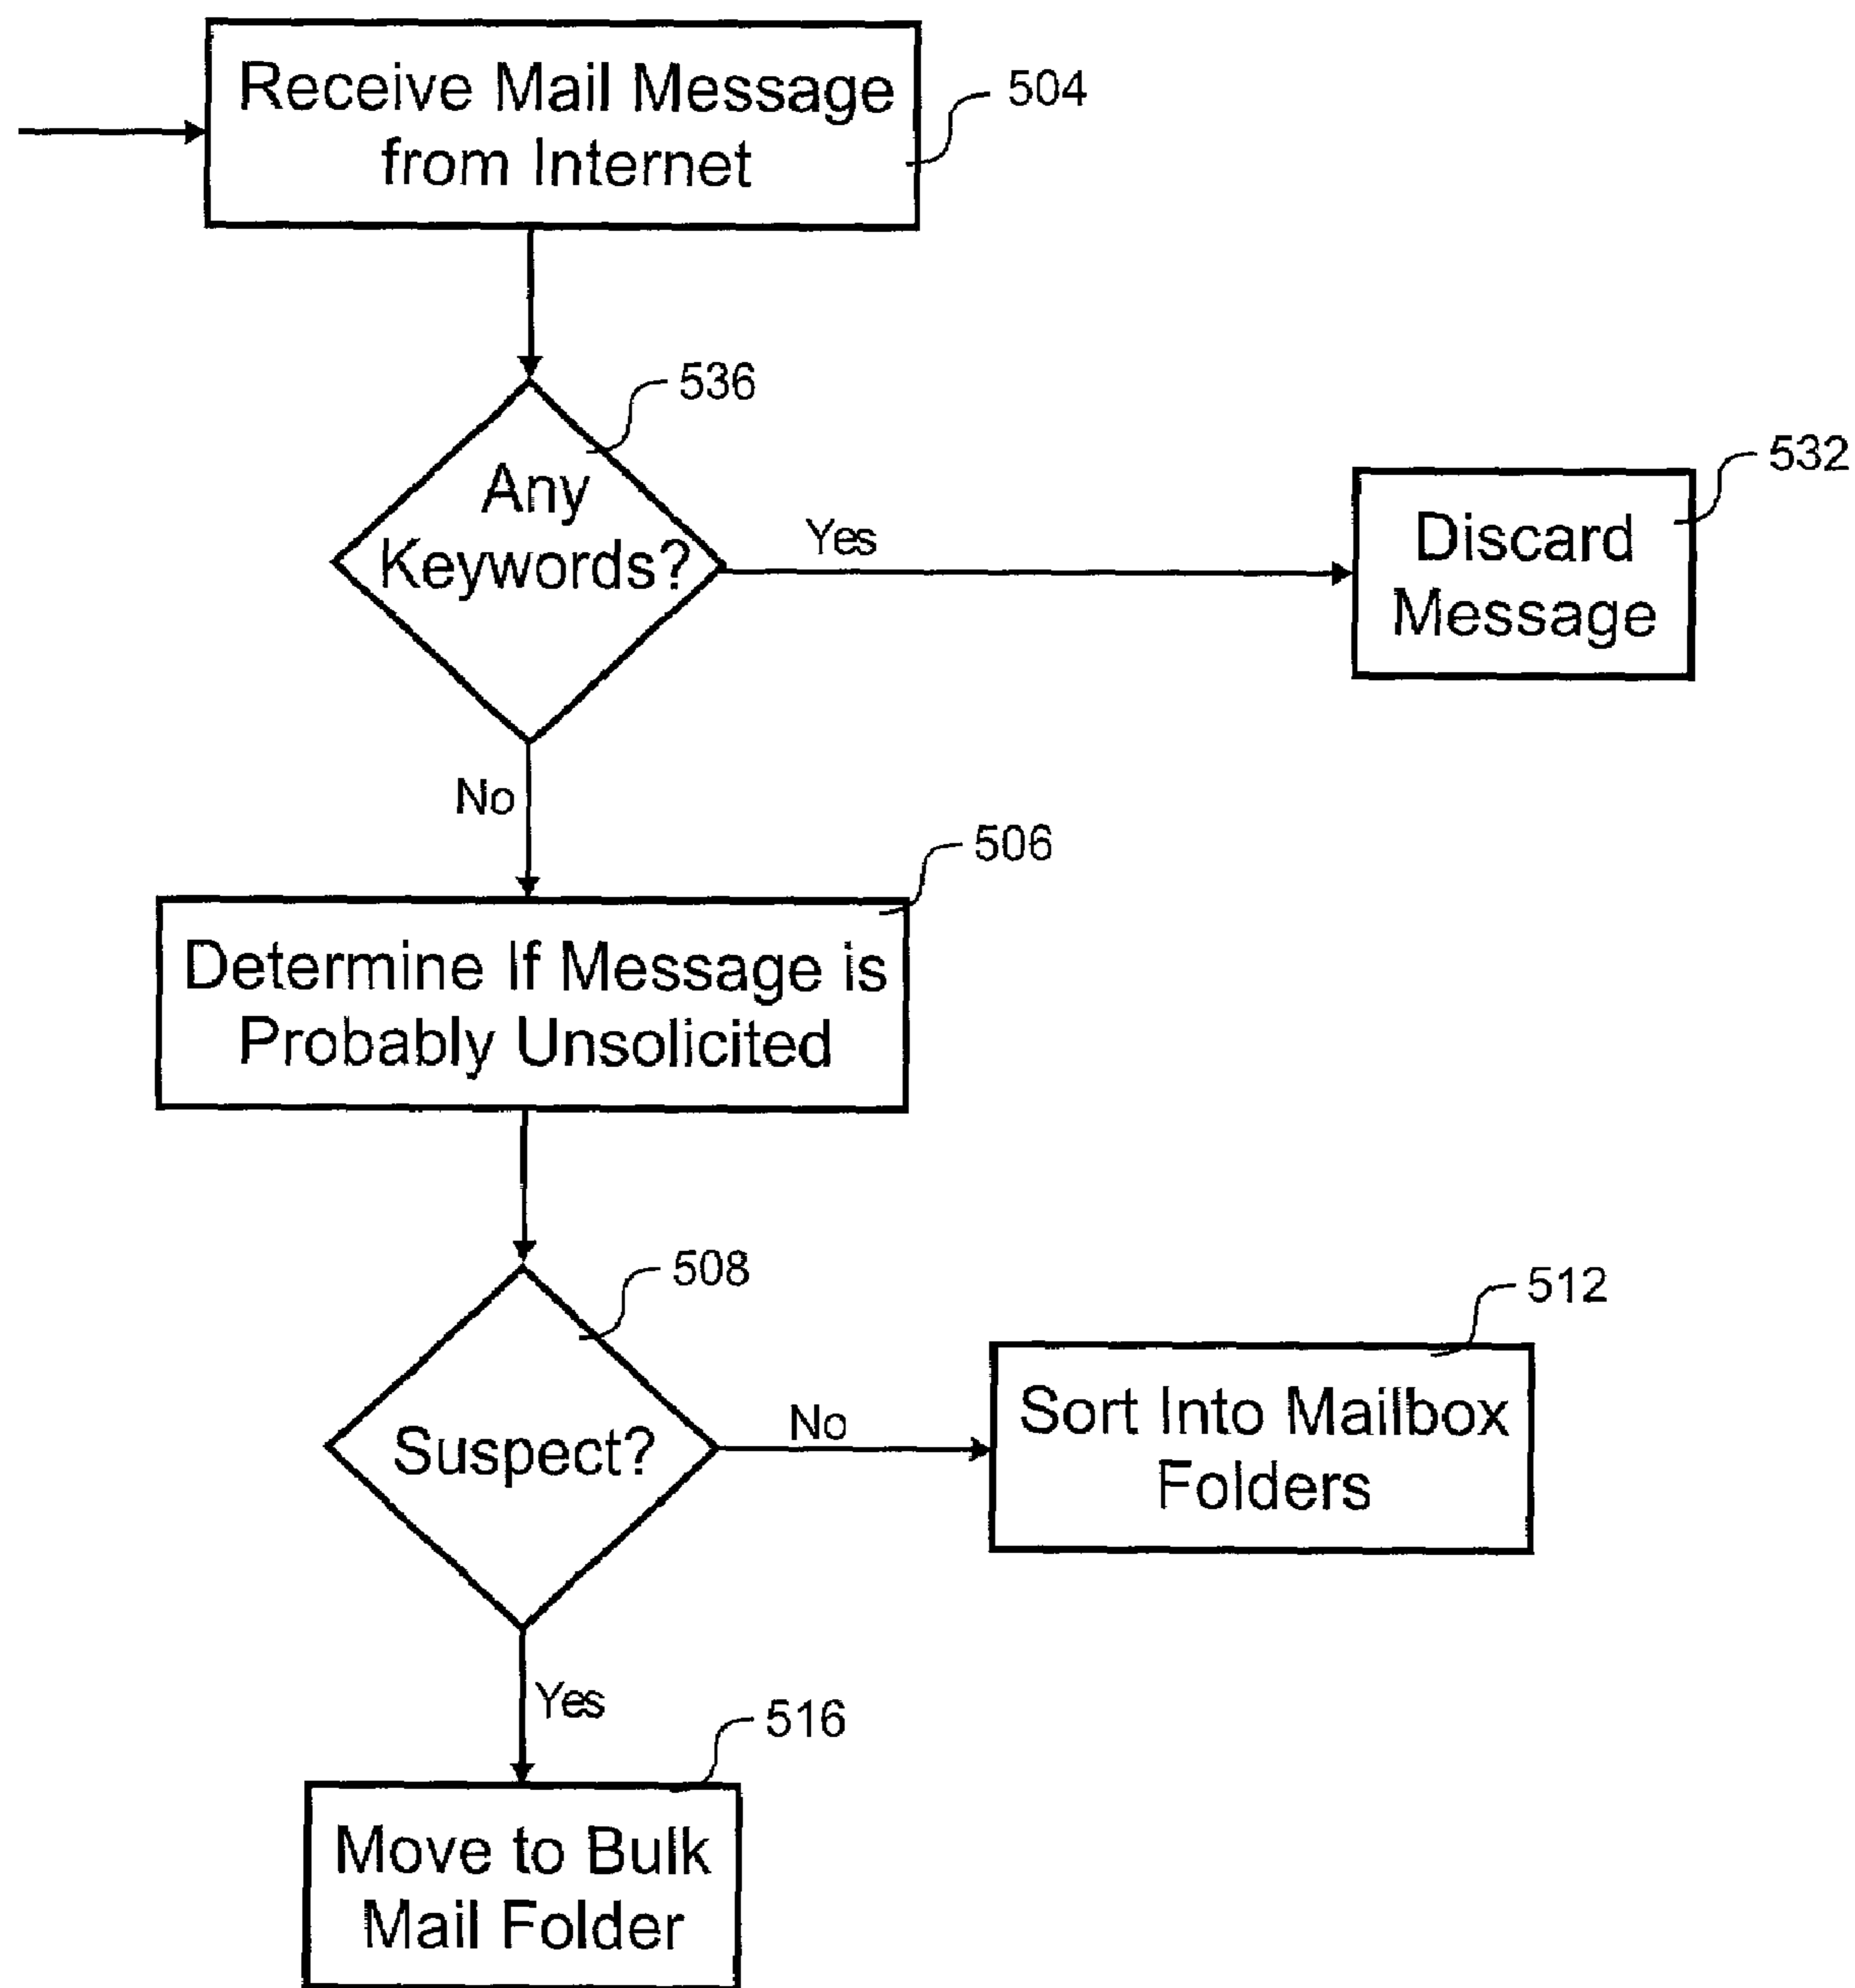 Receive Mail Message
from Internet
504
536
Any
Keywords?
Yes
532
Discard
Message
No
506
Determine If Message is
Probably Unsolicited
508
Suspect?
No
512
Sort Into Mailbox
Folders
Yes
516
Move to Bulk
Mail Folder